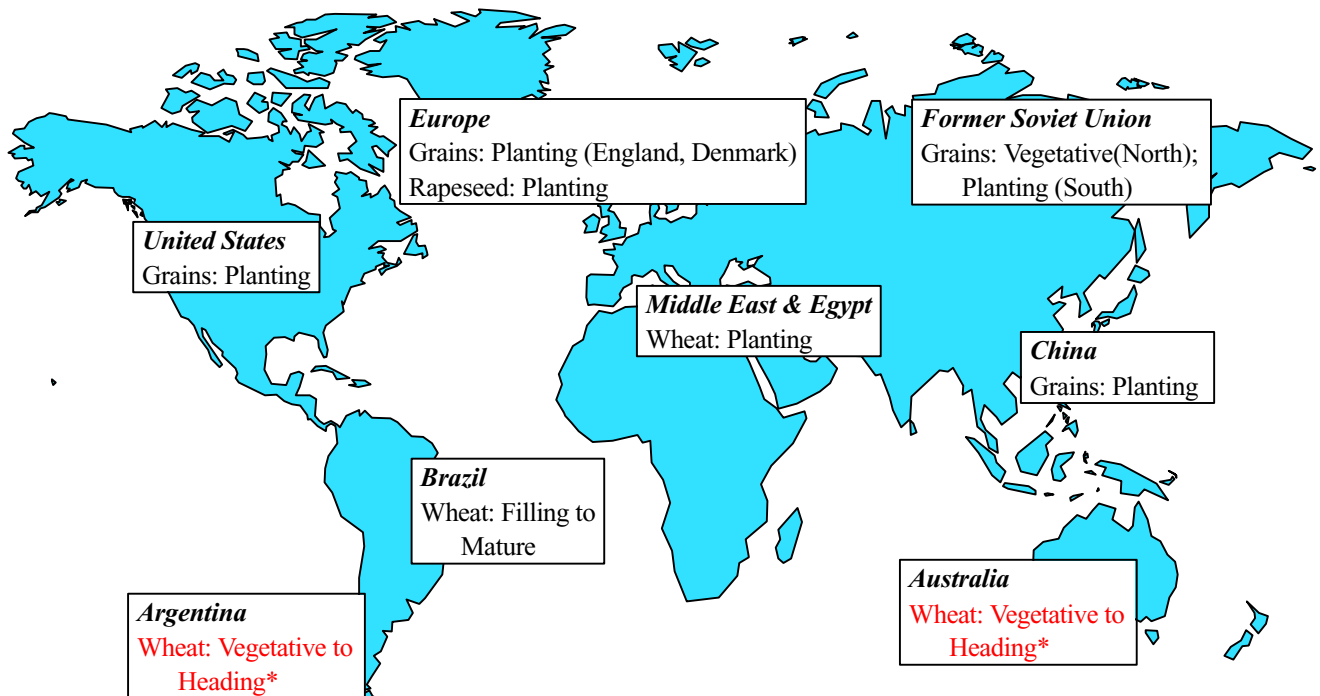 Europe
Grains: Planting (England, Denmark)
Rapeseed: Planting
Former Soviet Union
Grains: Vegetative(North);
Planting (South)
United States
Grains: Planting
Middle East & Egypt
Wheat: Planting
China
Grains: Planting
Brazil
Wheat: Filling to
Mature
Australia
Wheat: Vegetative to
Heading*
Argentina
Wheat: Vegetative to
Heading*